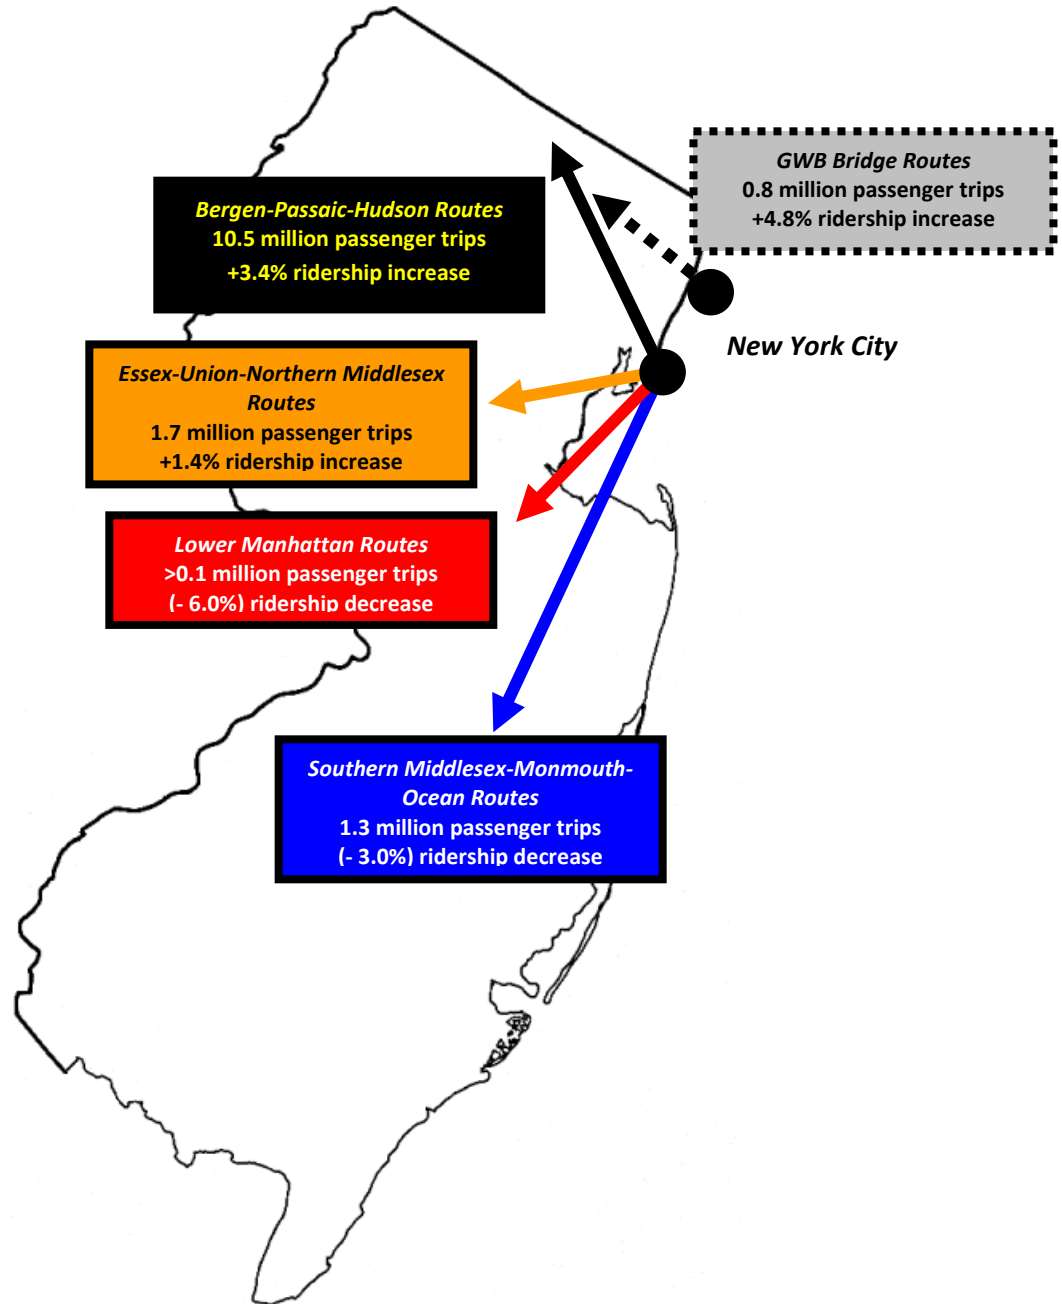 GWB Bridge Routes
0.8 million passenger trips
+4.8% ridership increase
Bergen-Passaic-Hudson Routes
10.5 million passenger trips
+3.4% ridership increase
New York City
Essex-Union-Northern Middlesex
Routes
1.7 million passenger trips
+1.4% ridership increase
Lower Manhattan Routes
>0.1 million passenger trips
(- 6.0%) ridership decrease
Southern Middlesex-Monmouth-
Ocean Routes
1.3 million passenger trips
(- 3.0%) ridership decrease